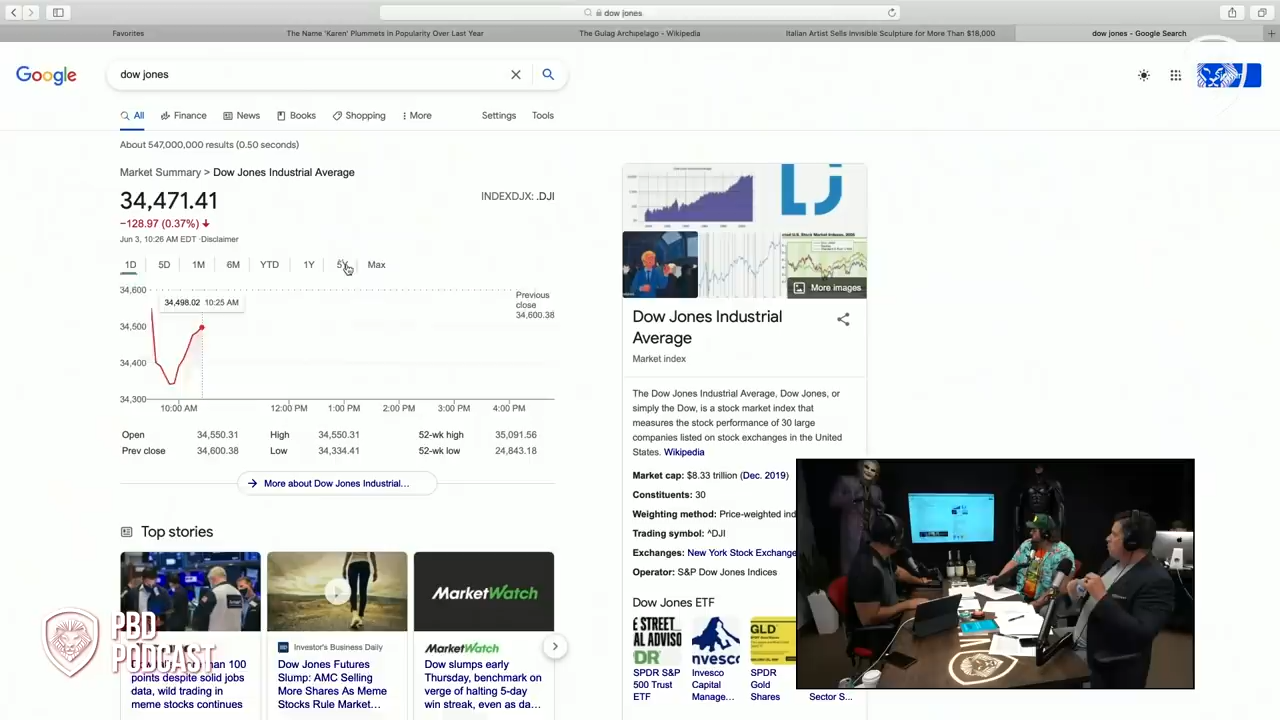 dow jones
Favorites
The Name 'Karen' Plummets in Popularity Over Last Year
The Gulag Archipelago - Wikipedia
Italian Artist Sells Invisible Sculpture for More Than $18,000
dow jones - Google Search
Google
dow jones
All
Finance
News
Books
Shopping
More
Settings
Tools
About 547,000,000 results (0.50 seconds)
Market Summary > Dow Jones Industrial Average
34,471.41
INDEXDJX: .DJI
−128.97 (0.37%)
Jun 3, 10:26 AM EDT · Disclaimer
1D
5D
1M
6M
YTD
1Y
5Y
Max
34,600
34,500
34,400
34,300
34,498.02 10:25 AM
Previous
close
34,600.38
10:00 AM
12:00 PM
1:00 PM
2:00 PM
3:00 PM
4:00 PM
Open 34,550.31 High 34,550.31 52-wk high 35,091.56
Prev close 34,600.38 Low 34,334.41 52-wk low 24,843.18
More about Dow Jones Industrial...
Top stories
MarketWatch
than 100
points despite solid jobs
data, wild trading in
meme stocks continues
Investor's Business Daily
Dow Jones Futures
Slump: AMC Selling
More Shares As Meme
Stocks Rule Market...
MarketWatch
Dow slumps early
Thursday, benchmark on
verge of halting 5-day
win streak, even as da...
PBD
PODCAST
More images
Dow Jones Industrial
Average
Market index
The Dow Jones Industrial Average, Dow Jones, or
simply the Dow, is a stock market index that
measures the stock performance of 30 large
companies listed on stock exchanges in the United
States. Wikipedia
Market cap: $8.33 trillion (Dec. 2019)
Constituents: 30
Weighting method: Price-weighted ind
Trading symbol: ^DJI
Exchanges: New York Stock Exchange
Operator: S&P Dow Jones Indices
Dow Jones ETF
E STREET
AL ADVISO
DR
Invesc
GLD
SPDR S&P
500 Trust
ETF
Invesco
Capital
Manage...
SPDR
Gold
Shares
Sector S...